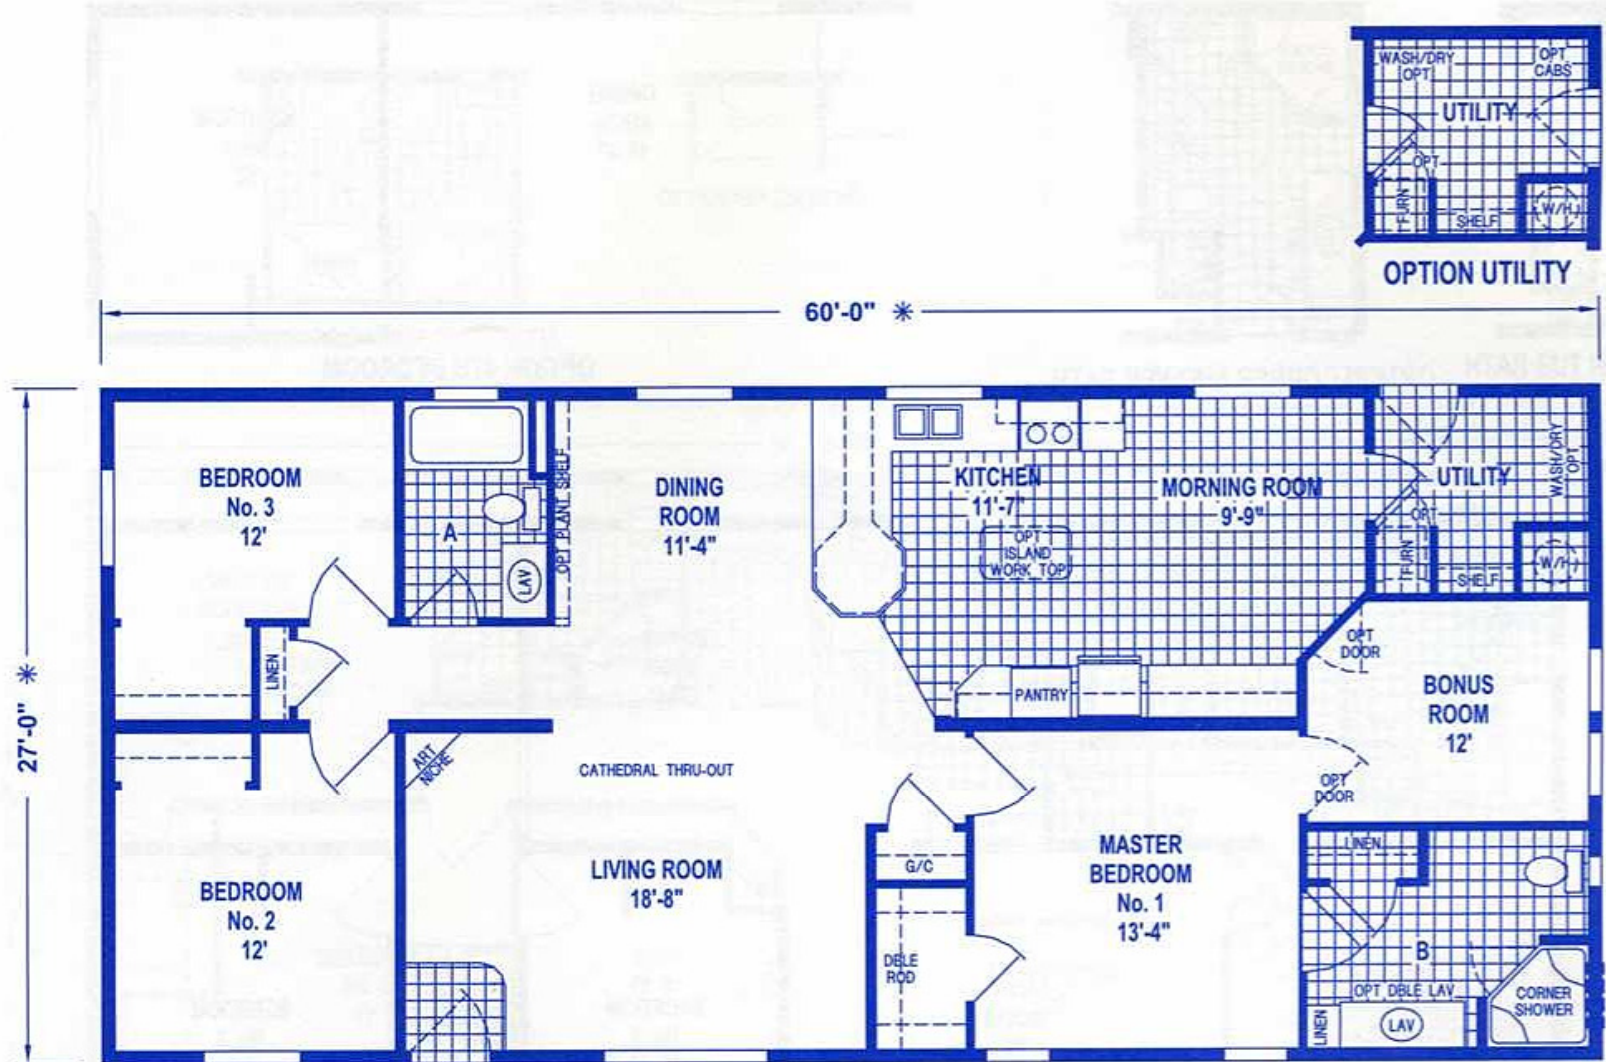 WASH/DRY
OPT
OPT
CABS
UTILITY
OPT
FURN
SHELF
W/H
OPTION UTILITY
60'-0" ✳
27'-0" ✳
BEDROOM
No. 3
12'
A
LAV
OPT PLANT SHELF
LINEN
DINING
ROOM
11'-4"
KITCHEN
11'-7"
OPT
ISLAND
WORK TOP
PANTRY
MORNING ROOM
9'-9"
UTILITY
WASH/DRY
OPT
OPT
FURN
SHELF
W/H
OPT
DOOR
BONUS
ROOM
12'
OPT
DOOR
ART
NICHE
CATHEDRAL THRU-OUT
BEDROOM
No. 2
12'
LIVING ROOM
18'-8"
G/C
DBLE
ROD
MASTER
BEDROOM
No. 1
13'-4"
LINEN
B
OPT DBLE LAV
LINEN
LAV
CORNER
SHOWER